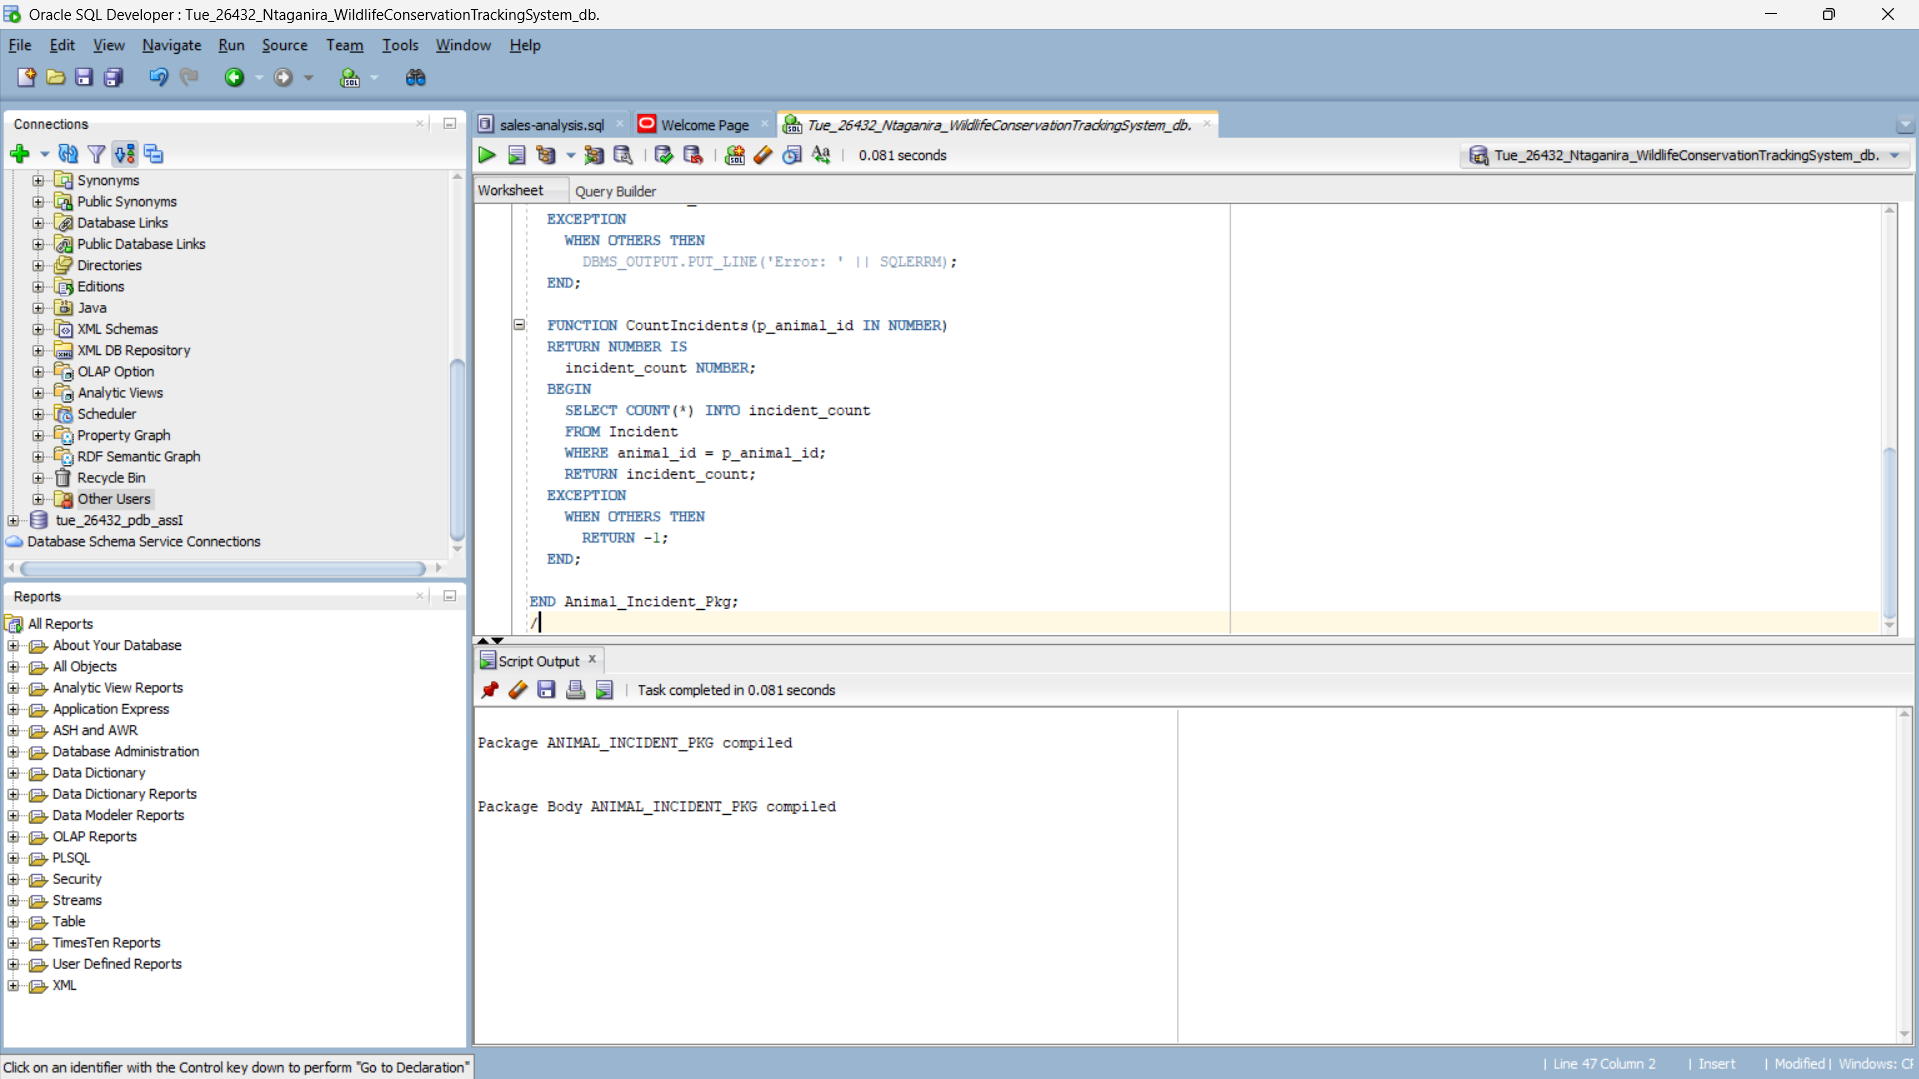 Oracle SQL Developer : Tue_26432_Ntaganira_WildlifeConservationTrackingSystem_db.
File Edit View Navigate Run Source Team Tools Window Help
Connections
Synonyms
Public Synonyms
Database Links
Public Database Links
Directories
Editions
Java
XML Schemas
XML DB Repository
OLAP Option
Analytic Views
Scheduler
Property Graph
RDF Semantic Graph
Recycle Bin
Other Users
tue_26432_pdb_assI
Database Schema Service Connections
Reports
All Reports
About Your Database
All Objects
Analytic View Reports
Application Express
ASH and AWR
Database Administration
Data Dictionary
Data Dictionary Reports
Data Modeler Reports
OLAP Reports
PLSQL
Security
Streams
Table
TimesTen Reports
User Defined Reports
XML
sales-analysis.sql Welcome Page Tue_26432_Ntaganira_WildlifeConservationTrackingSystem_db.
0.081 seconds Tue_26432_Ntaganira_WildlifeConservationTrackingSystem_db.
Worksheet Query Builder
EXCEPTION
WHEN OTHERS THEN
DBMS_OUTPUT.PUT_LINE('Error: ' || SQLERRM);
END;
FUNCTION CountIncidents(p_animal_id IN NUMBER)
RETURN NUMBER IS
incident_count NUMBER;
BEGIN
SELECT COUNT(*) INTO incident_count
FROM Incident
WHERE animal_id = p_animal_id;
RETURN incident_count;
EXCEPTION
WHEN OTHERS THEN
RETURN -1;
END;
END Animal_Incident_Pkg;
/
Script Output
Task completed in 0.081 seconds
Package ANIMAL_INCIDENT_PKG compiled
Package Body ANIMAL_INCIDENT_PKG compiled
Click on an identifier with the Control key down to perform "Go to Declaration"
Line 47 Column 2 | Insert | Modified | Windows: